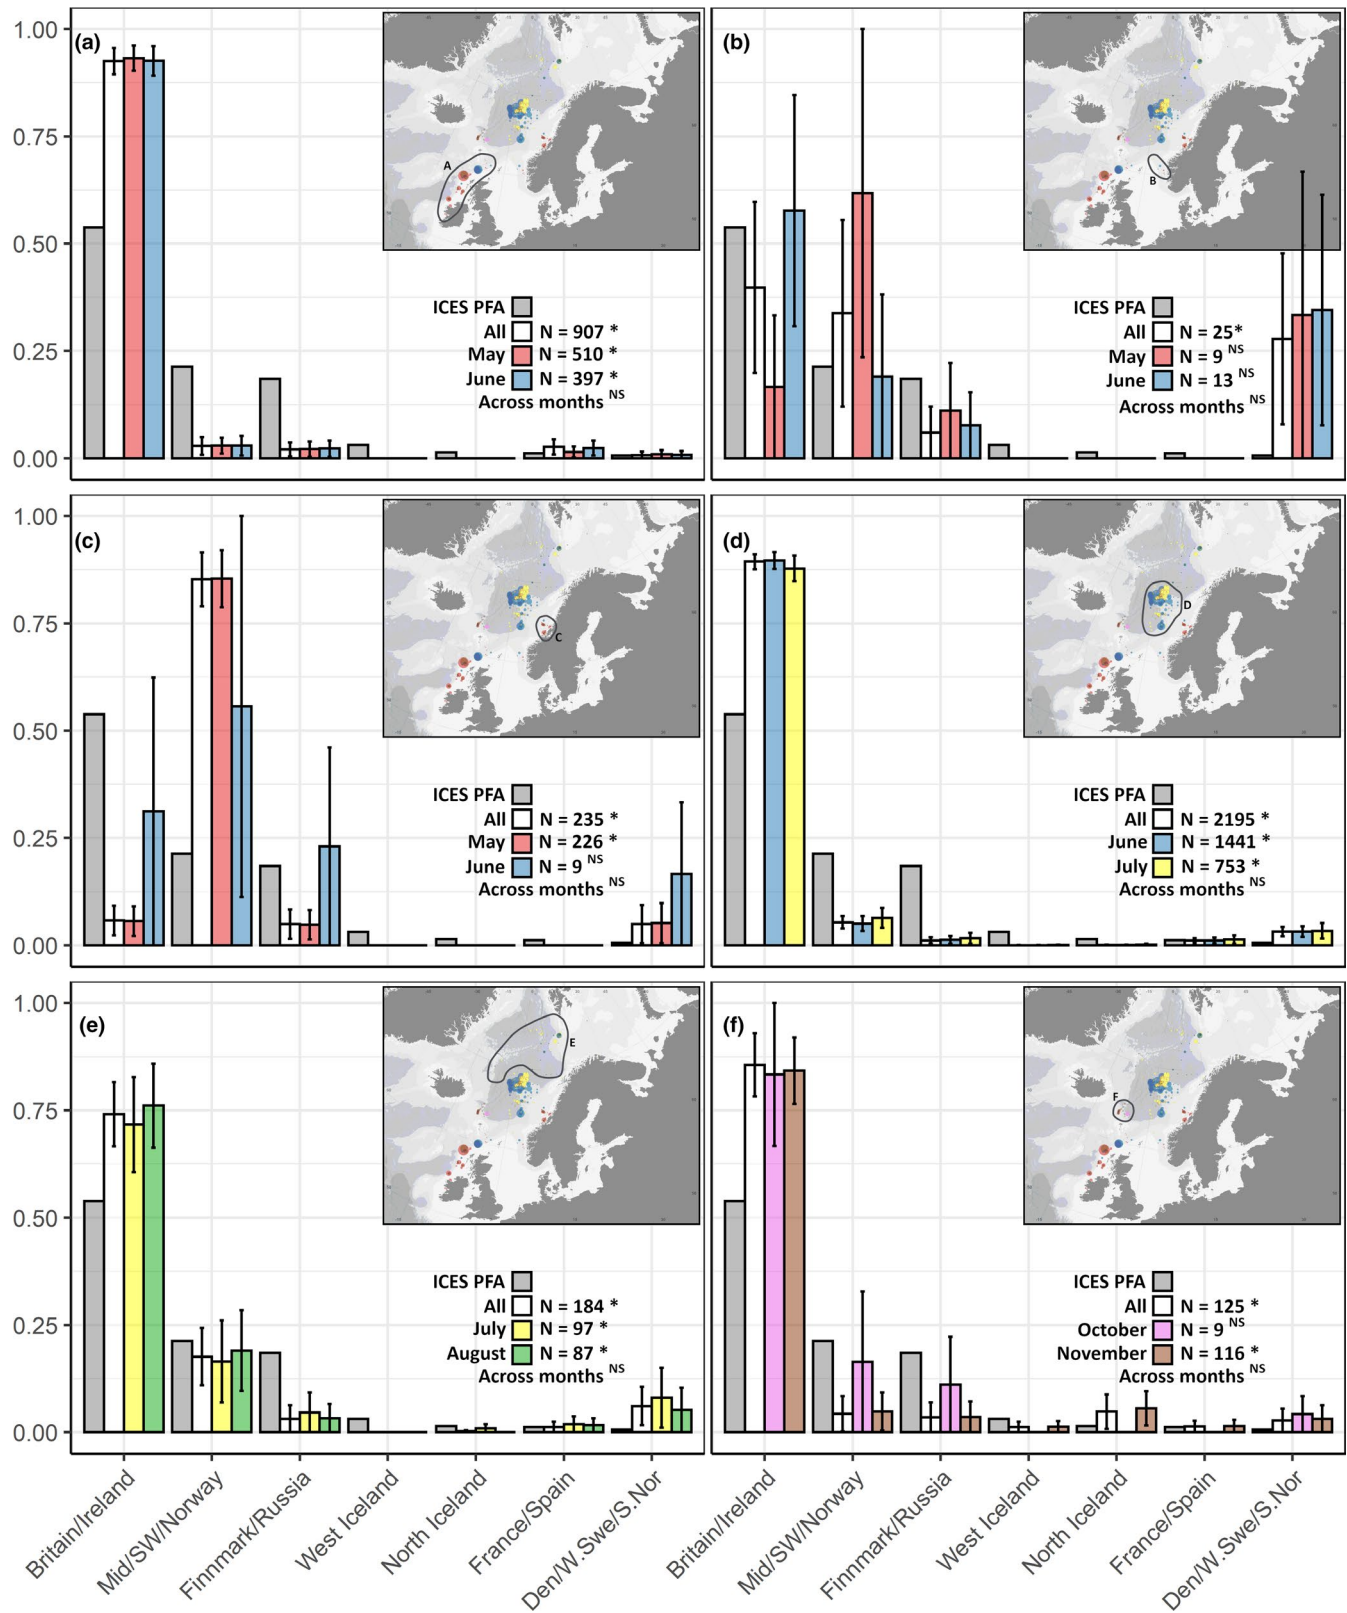 1.00
0.75
0.50
0.25
0.00
(a)
A
ICES PFA
All N = 907 *
May N = 510 *
June N = 397 *
Across months NS
(b)
B
ICES PFA
All N = 25*
May N = 9 NS
June N = 13 NS
Across months NS
1.00
0.75
0.50
0.25
0.00
(c)
C
ICES PFA
All N = 235 *
May N = 226 *
June N = 9 NS
Across months NS
(d)
D
ICES PFA
All N = 2195 *
June N = 1441 *
July N = 753 *
Across months NS
1.00
0.75
0.50
0.25
0.00
(e)
E
ICES PFA
All N = 184 *
July N = 97 *
August N = 87 *
Across months NS
(f)
F
ICES PFA
All N = 125 *
October N = 9 NS
November N = 116 *
Across months NS
Britain/Ireland
Mid/SW/Norway
Finnmark/Russia
West Iceland
North Iceland
France/Spain
Den/W.Swe/S.Nor
Britain/Ireland
Mid/SW/Norway
Finnmark/Russia
West Iceland
North Iceland
France/Spain
Den/W.Swe/S.Nor